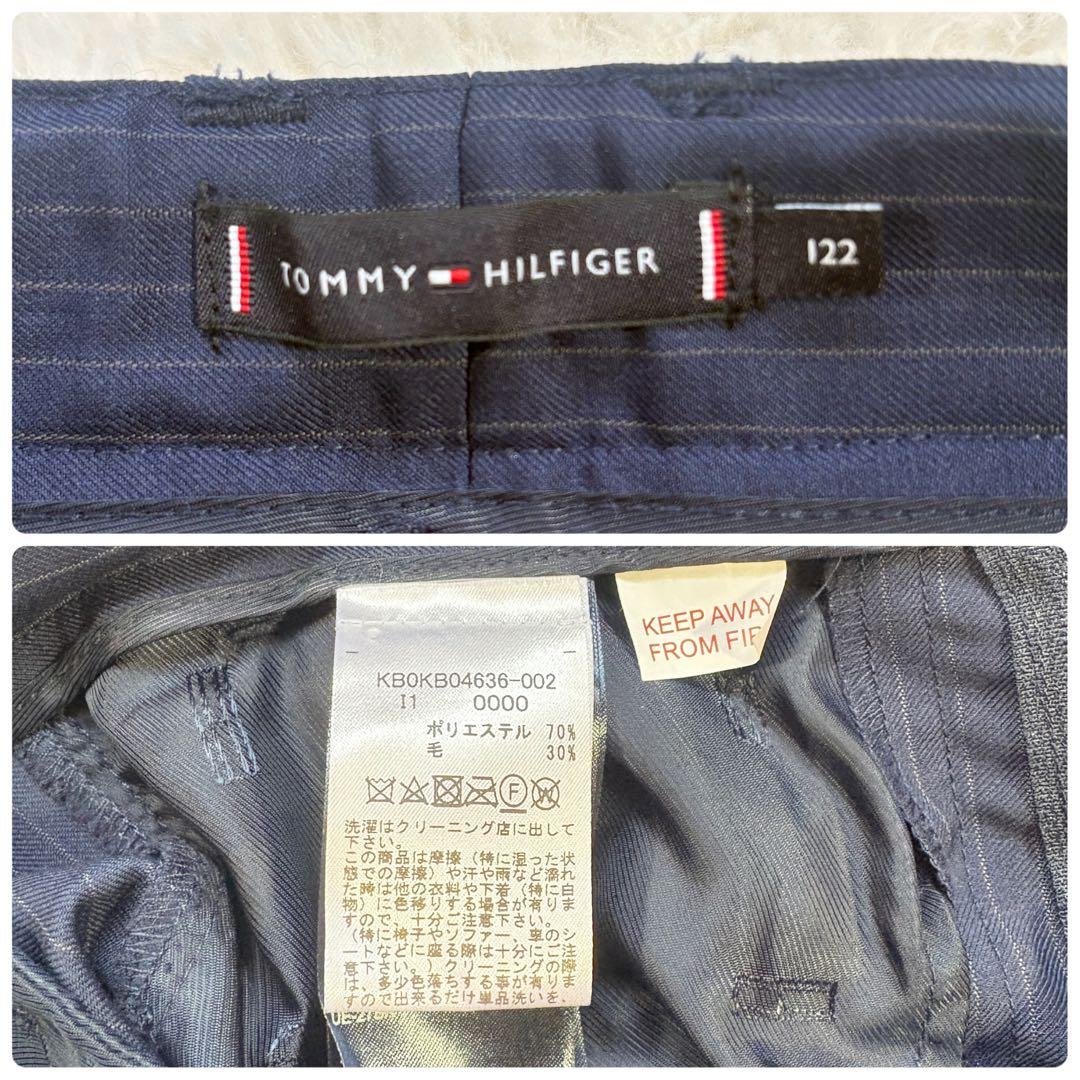 TOMMY HILFIGER
122
KEEP AWAY
FROM FIR
KB0KB04636-002
I1 0000
ポリエステル 70%
毛 30%
洗濯はクリーニング店に出して
下さい。
この商品は摩擦（特に湿った状
態での摩擦）や汗や雨など濡れ
た時は他の衣料や下着（特に白
物）に色移りする場合が有りま
すので、十分ご注意下さい。
（特に椅子やソファー、車のシ
ートなどに座る際は十分にご注
意下さい。）クリーニングの際
は、多少色落ちする事が有りま
すので出来るだけ単品洗いを、